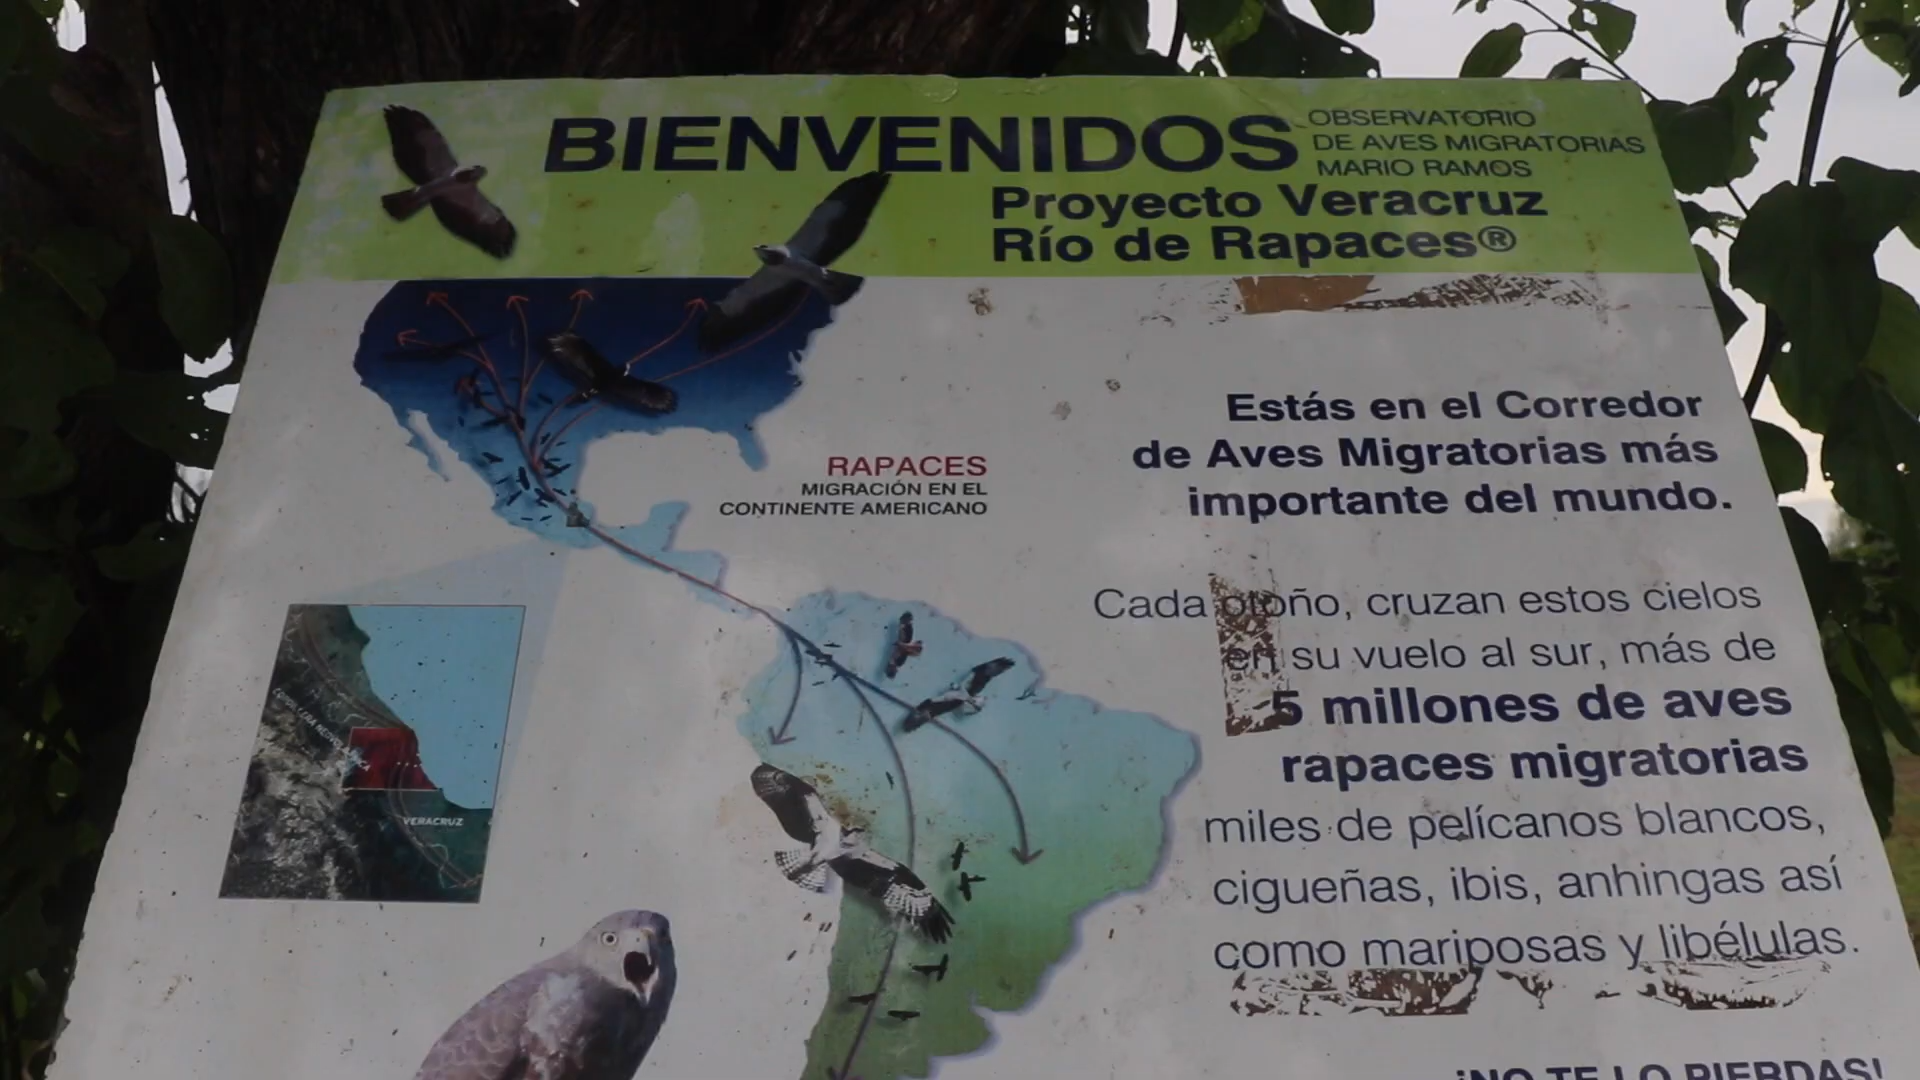 BIENVENIDOS
OBSERVATORIO
DE AVES MIGRATORIAS
MARIO RAMOS
Proyecto Veracruz
Río de Rapaces®
RAPACES
MIGRACIÓN EN EL
CONTINENTE AMERICANO
Estás en el Corredor
de Aves Migratorias más
importante del mundo.
Cada otoño, cruzan estos cielos
en su vuelo al sur, más de
5 millones de aves
rapaces migratorias
miles de pelícanos blancos,
cigueñas, ibis, anhingas así
como mariposas y libélulas.
VERACRUZ
¡NO TE LO PIERDAS!